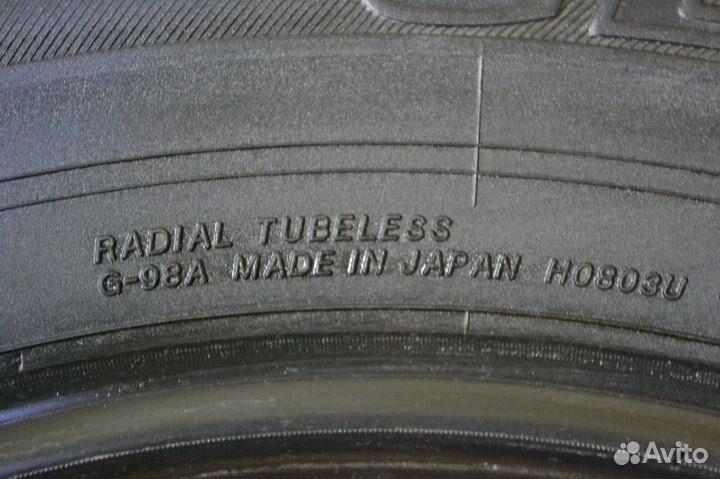 RADIAL TUBELESS
G-98A MADE IN JAPAN H0803U
Avito